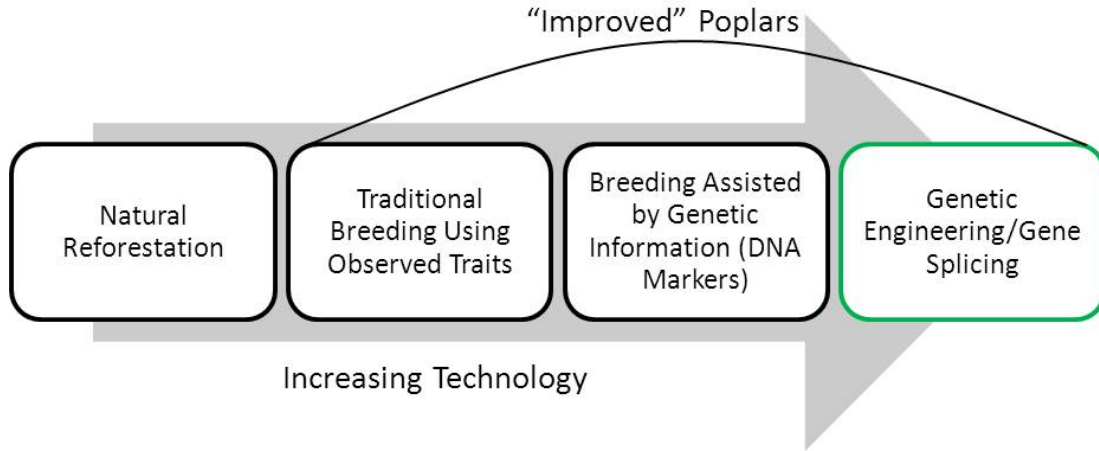 “Improved” Poplars
Natural
Reforestation
Traditional
Breeding Using
Observed Traits
Breeding Assisted
by Genetic
Information (DNA
Markers)
Genetic
Engineering/Gene
Splicing
Increasing Technology